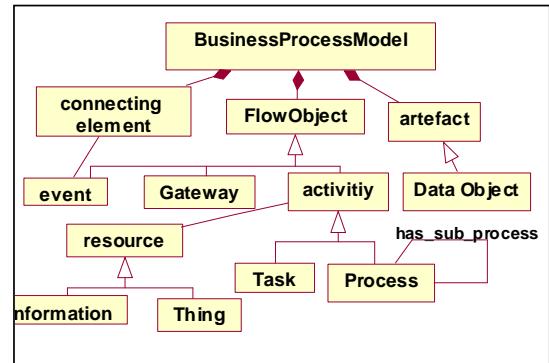 BusinessProcessModel
connecting
element
FlowObject
artefact
event
Gateway
activitiy
Data Object
resource
has_sub_process
Task
Process
nformation
Thing